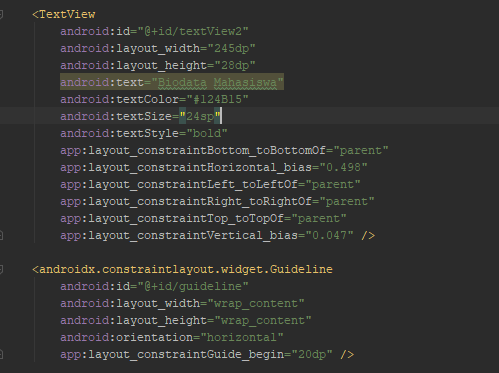 <TextView
android:id="@+id/textView2"
android:layout_width="245dp"
android:layout_height="28dp"
android:text="Biodata Mahasiswa"
android:textColor="#124B15"
android:textSize="24sp"
android:textStyle="bold"
app:layout_constraintBottom_toBottomOf="parent"
app:layout_constraintHorizontal_bias="0.498"
app:layout_constraintLeft_toLeftOf="parent"
app:layout_constraintRight_toRightOf="parent"
app:layout_constraintTop_toTopOf="parent"
app:layout_constraintVertical_bias="0.047" />
<androidx.constraintlayout.widget.Guideline
android:id="@+id/guideline"
android:layout_width="wrap_content"
android:layout_height="wrap_content"
android:orientation="horizontal"
app:layout_constraintGuide_begin="20dp" />